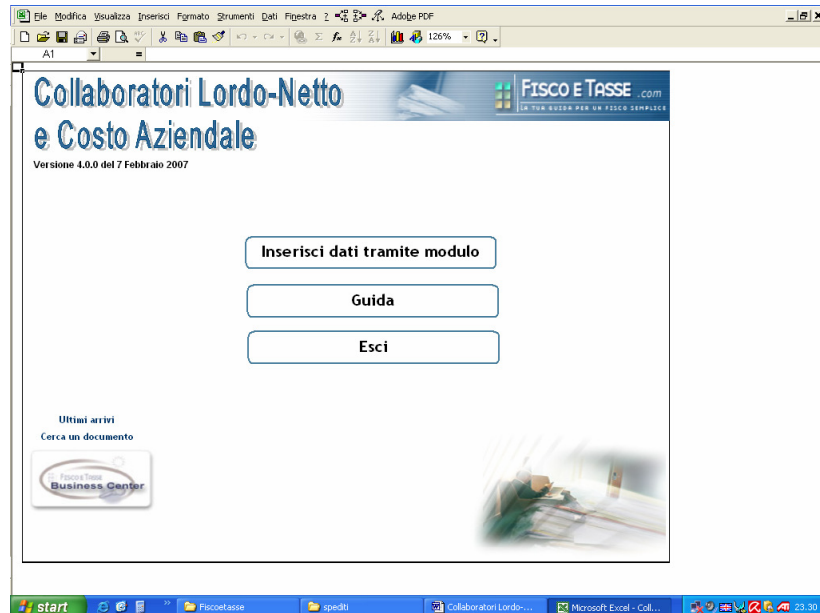 File Modifica Visualizza Inserisci Formato Strumenti Dati Finestra ? Adobe PDF
126%
A1 =
Collaboratori Lordo-Netto
e Costo Aziendale
FISCO E TASSE .com
LA TUA GUIDA PER UN FISCO SEMPLICE
Versione 4.0.0 del 7 Febbraio 2007
Inserisci dati tramite modulo
Guida
Esci
Ultimi arrivi
Cerca un documento
Fisco e Tasse
Business Center
start Fiscoetasse spediti Collaboratori Lordo-... Microsoft Excel - Coll... 23.30